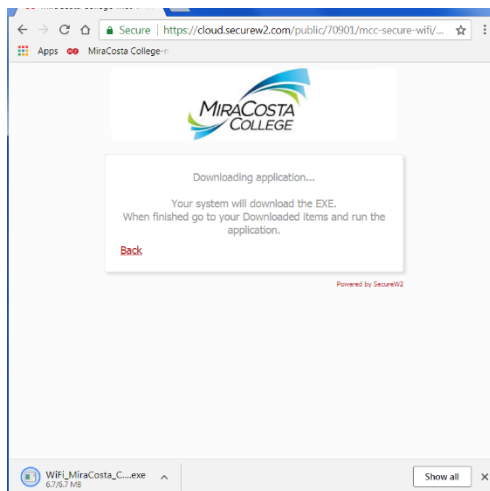 Secure | https://cloud.securew2.com/public/70901/mcc-secure-wifi/...
Apps MiraCosta College-
MIRACOSTA
COLLEGE
Downloading application...
Your system will download the EXE.
When finished go to your Downloaded items and run the
application.
Back
Powered by SecureW2
WiFi_MiraCosta_C....exe
6.7/6.7 MB
Show all